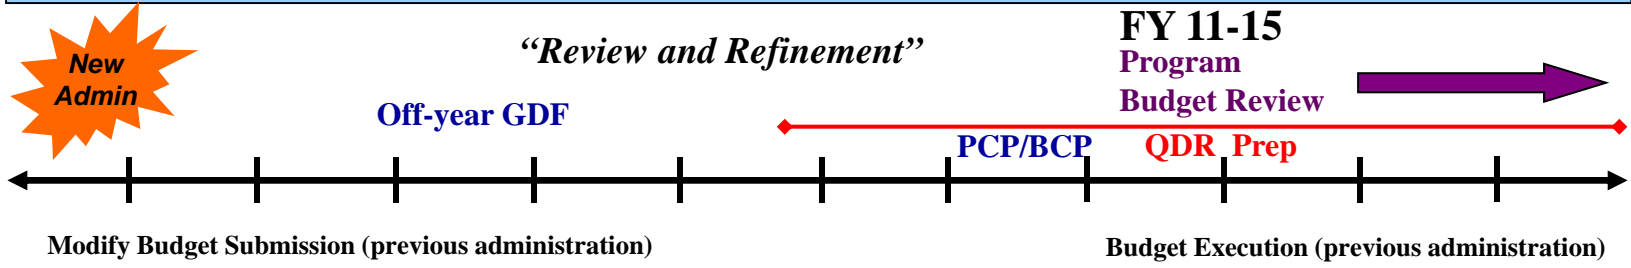 New
Admin
“Review and Refinement”
FY 11-15
Program
Budget Review
Off-year GDF
PCP/BCP
QDR Prep
Modify Budget Submission (previous administration)
Budget Execution (previous administration)